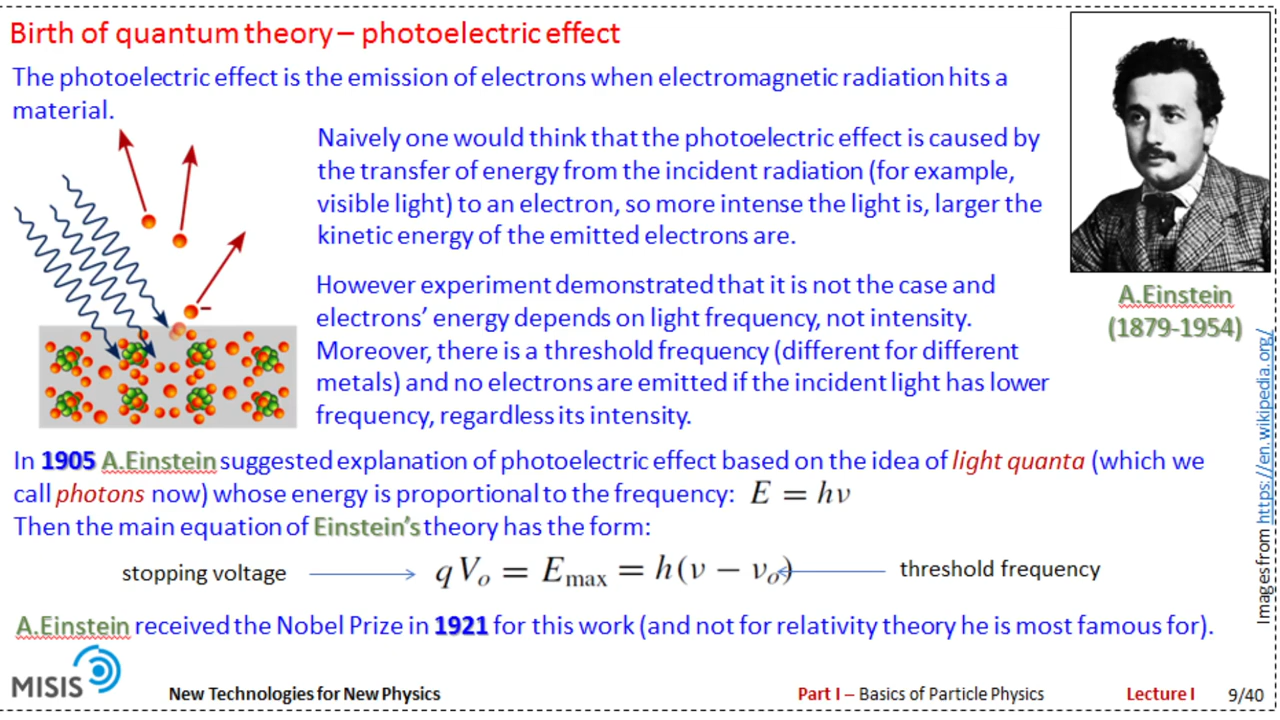 Birth of quantum theory – photoelectric effect
The photoelectric effect is the emission of electrons when electromagnetic radiation hits a
material.
Naively one would think that the photoelectric effect is caused by
the transfer of energy from the incident radiation (for example,
visible light) to an electron, so more intense the light is, larger the
kinetic energy of the emitted electrons are.
However experiment demonstrated that it is not the case and
electrons' energy depends on light frequency, not intensity.
Moreover, there is a threshold frequency (different for different
metals) and no electrons are emitted if the incident light has lower
frequency, regardless its intensity.
A.Einstein
(1879-1954)
Images from https://en.wikipedia.org/
In 1905 A.Einstein suggested explanation of photoelectric effect based on the idea of light quanta (which we
call photons now) whose energy is proportional to the frequency: E = hν
Then the main equation of Einstein's theory has the form:
stopping voltage qVₒ = Eₘₐₓ = h(ν − νₒ) threshold frequency
A.Einstein received the Nobel Prize in 1921 for this work (and not for relativity theory he is most famous for).
MISIS New Technologies for New Physics Part I – Basics of Particle Physics Lecture I 9/40